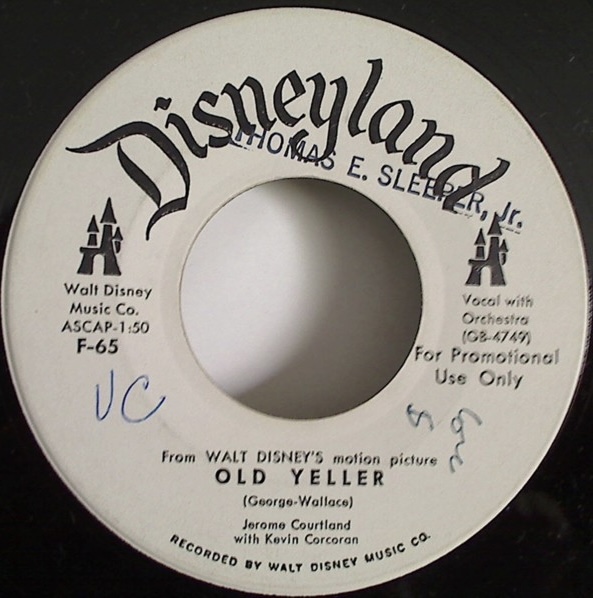 Disneyland
THOMAS E. SLEEPER, Jr.
Walt Disney
Music Co.
ASCAP-1:50
F-65
Vocal with
Orchestra
(GB-4749)
For Promotional
Use Only
VC
From WALT DISNEY'S motion picture
OLD YELLER
(George-Wallace)
Jerome Courtland
with Kevin Corcoran
RECORDED BY WALT DISNEY MUSIC CO.